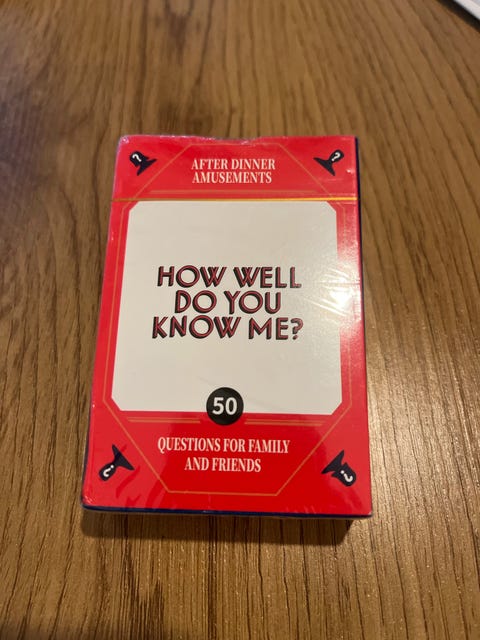 AFTER DINNER
AMUSEMENTS
HOW WELL
DO YOU
KNOW ME?
50
QUESTIONS FOR FAMILY
AND FRIENDS